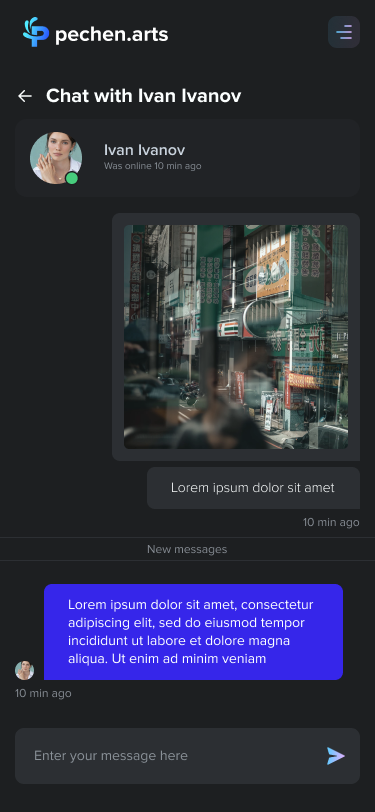 pechen.arts
Chat with Ivan Ivanov
Ivan Ivanov
Was online 10 min ago
Lorem ipsum dolor sit amet
10 min ago
New messages
Lorem ipsum dolor sit amet, consectetur
adipiscing elit, sed do eiusmod tempor
incididunt ut labore et dolore magna
aliqua. Ut enim ad minim veniam
10 min ago
Enter your message here